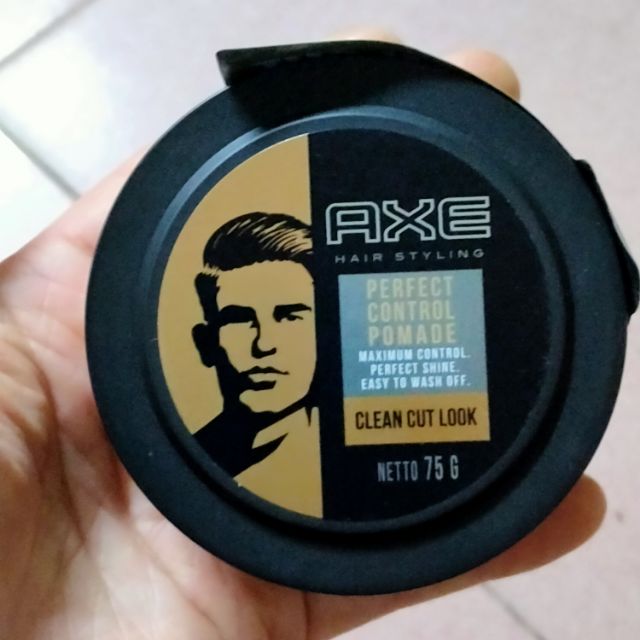 AXE
HAIR STYLING
PERFECT
CONTROL
POMADE
MAXIMUM CONTROL.
PERFECT SHINE.
EASY TO WASH OFF.
CLEAN CUT LOOK
NETTO 75 G